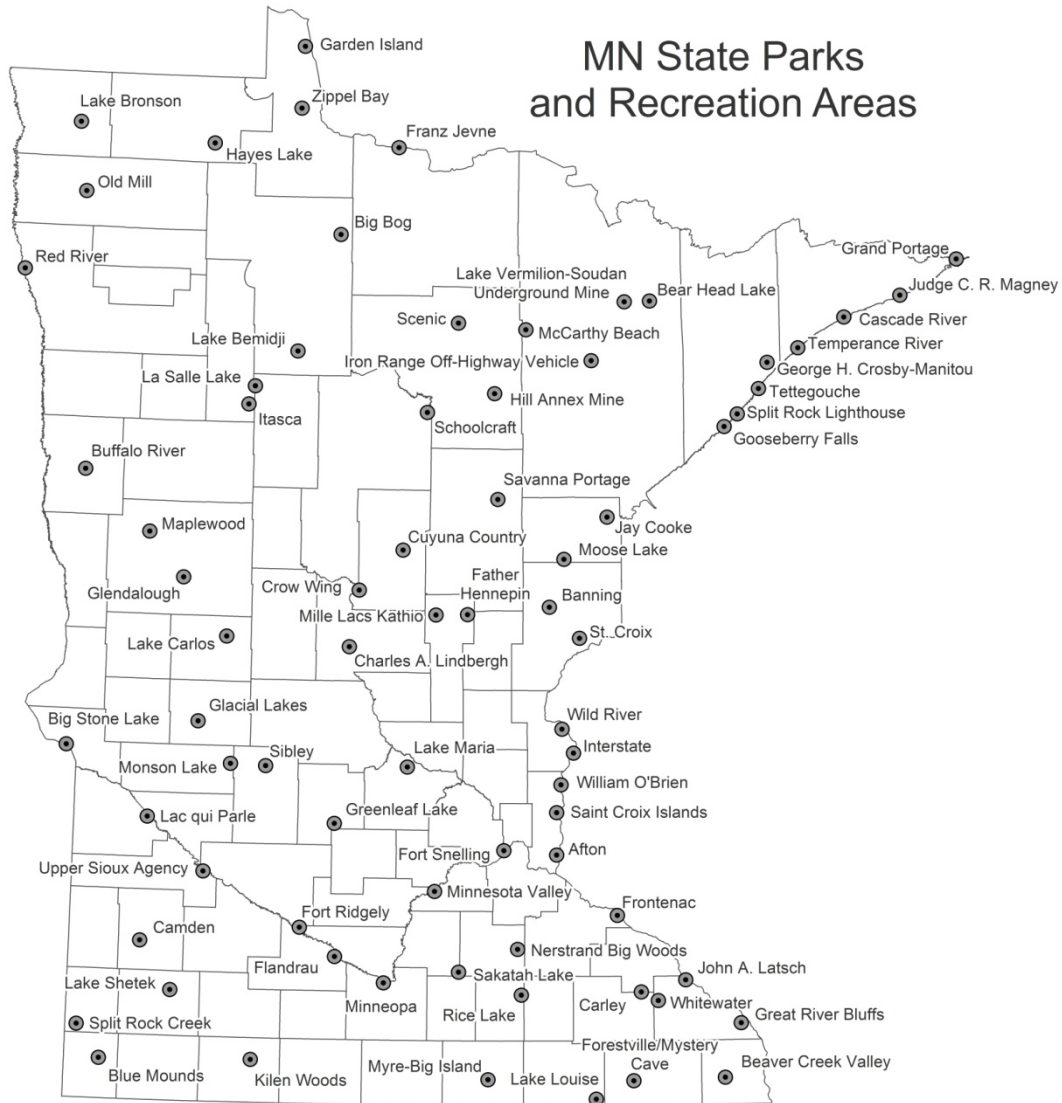 MN State Parks
and Recreation Areas
Garden Island
Lake Bronson
Zippel Bay
Hayes Lake
Franz Jevne
Old Mill
Big Bog
Red River
Grand Portage
Lake Vermilion-Soudan
Underground Mine
Bear Head Lake
Judge C. R. Magney
Scenic
McCarthy Beach
Cascade River
Lake Bemidji
Iron Range Off-Highway Vehicle
Temperance River
George H. Crosby-Manitou
La Salle Lake
Itasca
Hill Annex Mine
Tettegouche
Schoolcraft
Split Rock Lighthouse
Gooseberry Falls
Buffalo River
Savanna Portage
Maplewood
Jay Cooke
Cuyuna Country
Moose Lake
Glendalough
Crow Wing
Father
Hennepin
Banning
Mille Lacs Kathio
Lake Carlos
St. Croix
Charles A. Lindbergh
Glacial Lakes
Big Stone Lake
Wild River
Lake Maria
Interstate
Monson Lake
Sibley
William O'Brien
Lac qui Parle
Greenleaf Lake
Saint Croix Islands
Fort Snelling
Afton
Upper Sioux Agency
Minnesota Valley
Fort Ridgely
Frontenac
Camden
Flandrau
Nerstrand Big Woods
Sakatah Lake
John A. Latsch
Lake Shetek
Minneopa
Rice Lake
Carley
Whitewater
Split Rock Creek
Great River Bluffs
Forestville/Mystery
Cave
Blue Mounds
Kilen Woods
Myre-Big Island
Lake Louise
Beaver Creek Valley